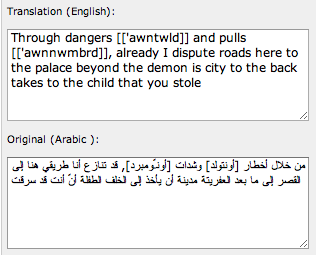 Translation (English):
Through dangers [['awntwld]] and pulls
[['awnnwmbrd]], already I dispute roads here to
the palace beyond the demon is city to the back
takes to the child that you stole
Original (Arabic ):
من خلال أخطار [أونتولد] وشدات [أونـّومبرد], قد تنازع أنا طريقي هنا إلى
القصر إلى ما بعد العفريتة مدينة أن يأخذ إلى الخلف الطفلة أنّ أنت قد سرقت